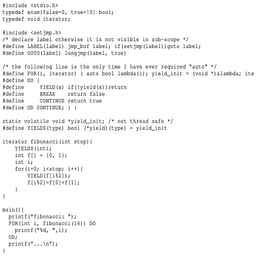 #include <stdio.h>
typedef enum{false=0, true=!0} bool;
typedef void iterator;
#include <setjmp.h>
/* declare label otherwise it is not visible in sub-scope */
#define LABEL(label) jmp_buf label; if(setjmp(label))goto label;
#define GOTO(label) longjmp(label, true)
/* the following line is the only time I have ever required "auto" */
#define FOR(i, iterator) { auto bool lambda(i); yield_init = (void *)&lambda; ite
#define DO {
#define YIELD(x) if(!yield(x))return
#define BREAK return false
#define CONTINUE return true
#define OD CONTINUE; } }
static volatile void *yield_init; /* not thread safe */
#define YIELDS(type) bool (*yield)(type) = yield_init
iterator fibonacci(int stop){
YIELDS(int);
int f[] = {0, 1};
int i;
for(i=0; i<stop; i++){
YIELD(f[i%2]);
f[i%2]=f[0]+f[1];
}
}
main(){
printf("fibonacci: ");
FOR(int i, fibonacci(16)) DO
printf("%d, ",i);
OD;
printf("...\n");
}